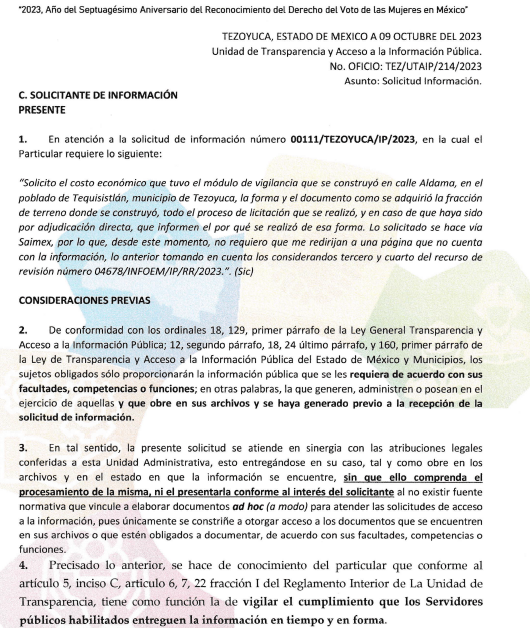 "2023, Año del Septuagésimo Aniversario del Reconocimiento del Derecho del Voto de las Mujeres en México"
TEZOYUCA, ESTADO DE MEXICO A 09 OCTUBRE DEL 2023
Unidad de Transparencia y Acceso a la Información Pública.
No. OFICIO: TEZ/UTAIP/214/2023
Asunto: Solicitud Información.
C. SOLICITANTE DE INFORMACIÓN
PRESENTE
1. En atención a la solicitud de información número 00111/TEZOYUCA/IP/2023, en la cual el
Particular requiere lo siguiente:
"Solicito el costo económico que tuvo el módulo de vigilancia que se construyó en calle Aldama, en el
poblado de Tequisistlán, municipio de Tezoyuca, la forma y el documento como se adquirió la fracción
de terreno donde se construyó, todo el proceso de licitación que se realizó, y en caso de que haya sido
por adjudicación directa, que informen el por qué se realizó de esa forma. Lo solicitado se hace vía
Saimex, por lo que, desde este momento, no requiero que me redirijan a una página que no cuenta
con la información, lo anterior tomando en cuenta los considerandos tercero y cuarto del recurso de
revisión número 04678/INFOEM/IP/RR/2023.". (Sic)
CONSIDERACIONES PREVIAS
2. De conformidad con los ordinales 18, 129, primer párrafo de la Ley General Transparencia y
Acceso a la Información Pública; 12, segundo párrafo, 18, 24 último párrafo, y 160, primer párrafo de
la Ley de Transparencia y Acceso a la Información Pública del Estado de México y Municipios, los
sujetos obligados sólo proporcionarán la información pública que se les requiera de acuerdo con sus
facultades, competencias o funciones; en otras palabras, la que generen, administren o posean en el
ejercicio de aquellas y que obre en sus archivos y se haya generado previo a la recepción de la
solicitud de información.
3. En tal sentido, la presente solicitud se atiende en sinergia con las atribuciones legales
conferidas a esta Unidad Administrativa, esto entregándose en su caso, tal y como obre en los
archivos y en el estado en que la información se encuentre, sin que ello comprenda el
procesamiento de la misma, ni el presentarla conforme al interés del solicitante al no existir fuente
normativa que vincule a elaborar documentos ad hoc (a modo) para atender las solicitudes de acceso
a la información, pues únicamente se constriñe a otorgar acceso a los documentos que se encuentren
en sus archivos o que estén obligados a documentar, de acuerdo con sus facultades, competencias o
funciones.
4. Precisado lo anterior, se hace de conocimiento del particular que conforme al
artículo 5, inciso C, articulo 6, 7, 22 fracción I del Reglamento Interior de La Unidad de
Transparencia, tiene como función la de vigilar el cumplimiento que los Servidores
públicos habilitados entreguen la información en tiempo y en forma.